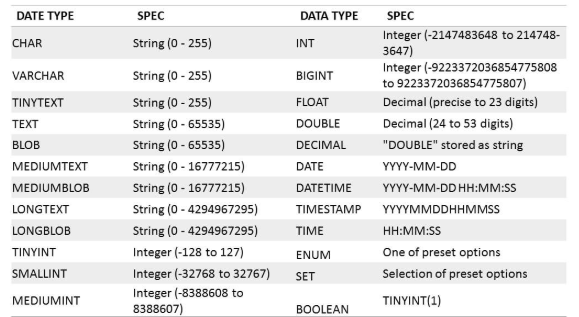 DATE TYPE SPEC DATA TYPE SPEC
CHAR String (0 - 255) INT Integer (-2147483648 to 214748-
3647)
VARCHAR String (0 - 255) BIGINT Integer (-9223372036854775808
to 9223372036854775807)
TINYTEXT String (0 - 255) FLOAT Decimal (precise to 23 digits)
TEXT String (0 - 65535) DOUBLE Decimal (24 to 53 digits)
BLOB String (0 - 65535) DECIMAL "DOUBLE" stored as string
MEDIUMTEXT String (0 - 16777215) DATE YYYY-MM-DD
MEDIUMBLOB String (0 - 16777215) DATETIME YYYY-MM-DD HH:MM:SS
LONGTEXT String (0 - 4294967295) TIMESTAMP YYYYMMDDHHMMSS
LONGBLOB String (0 - 4294967295) TIME HH:MM:SS
TINYINT Integer (-128 to 127) ENUM One of preset options
SMALLINT Integer (-32768 to 32767) SET Selection of preset options
MEDIUMINT Integer (-8388608 to
8388607) BOOLEAN TINYINT(1)